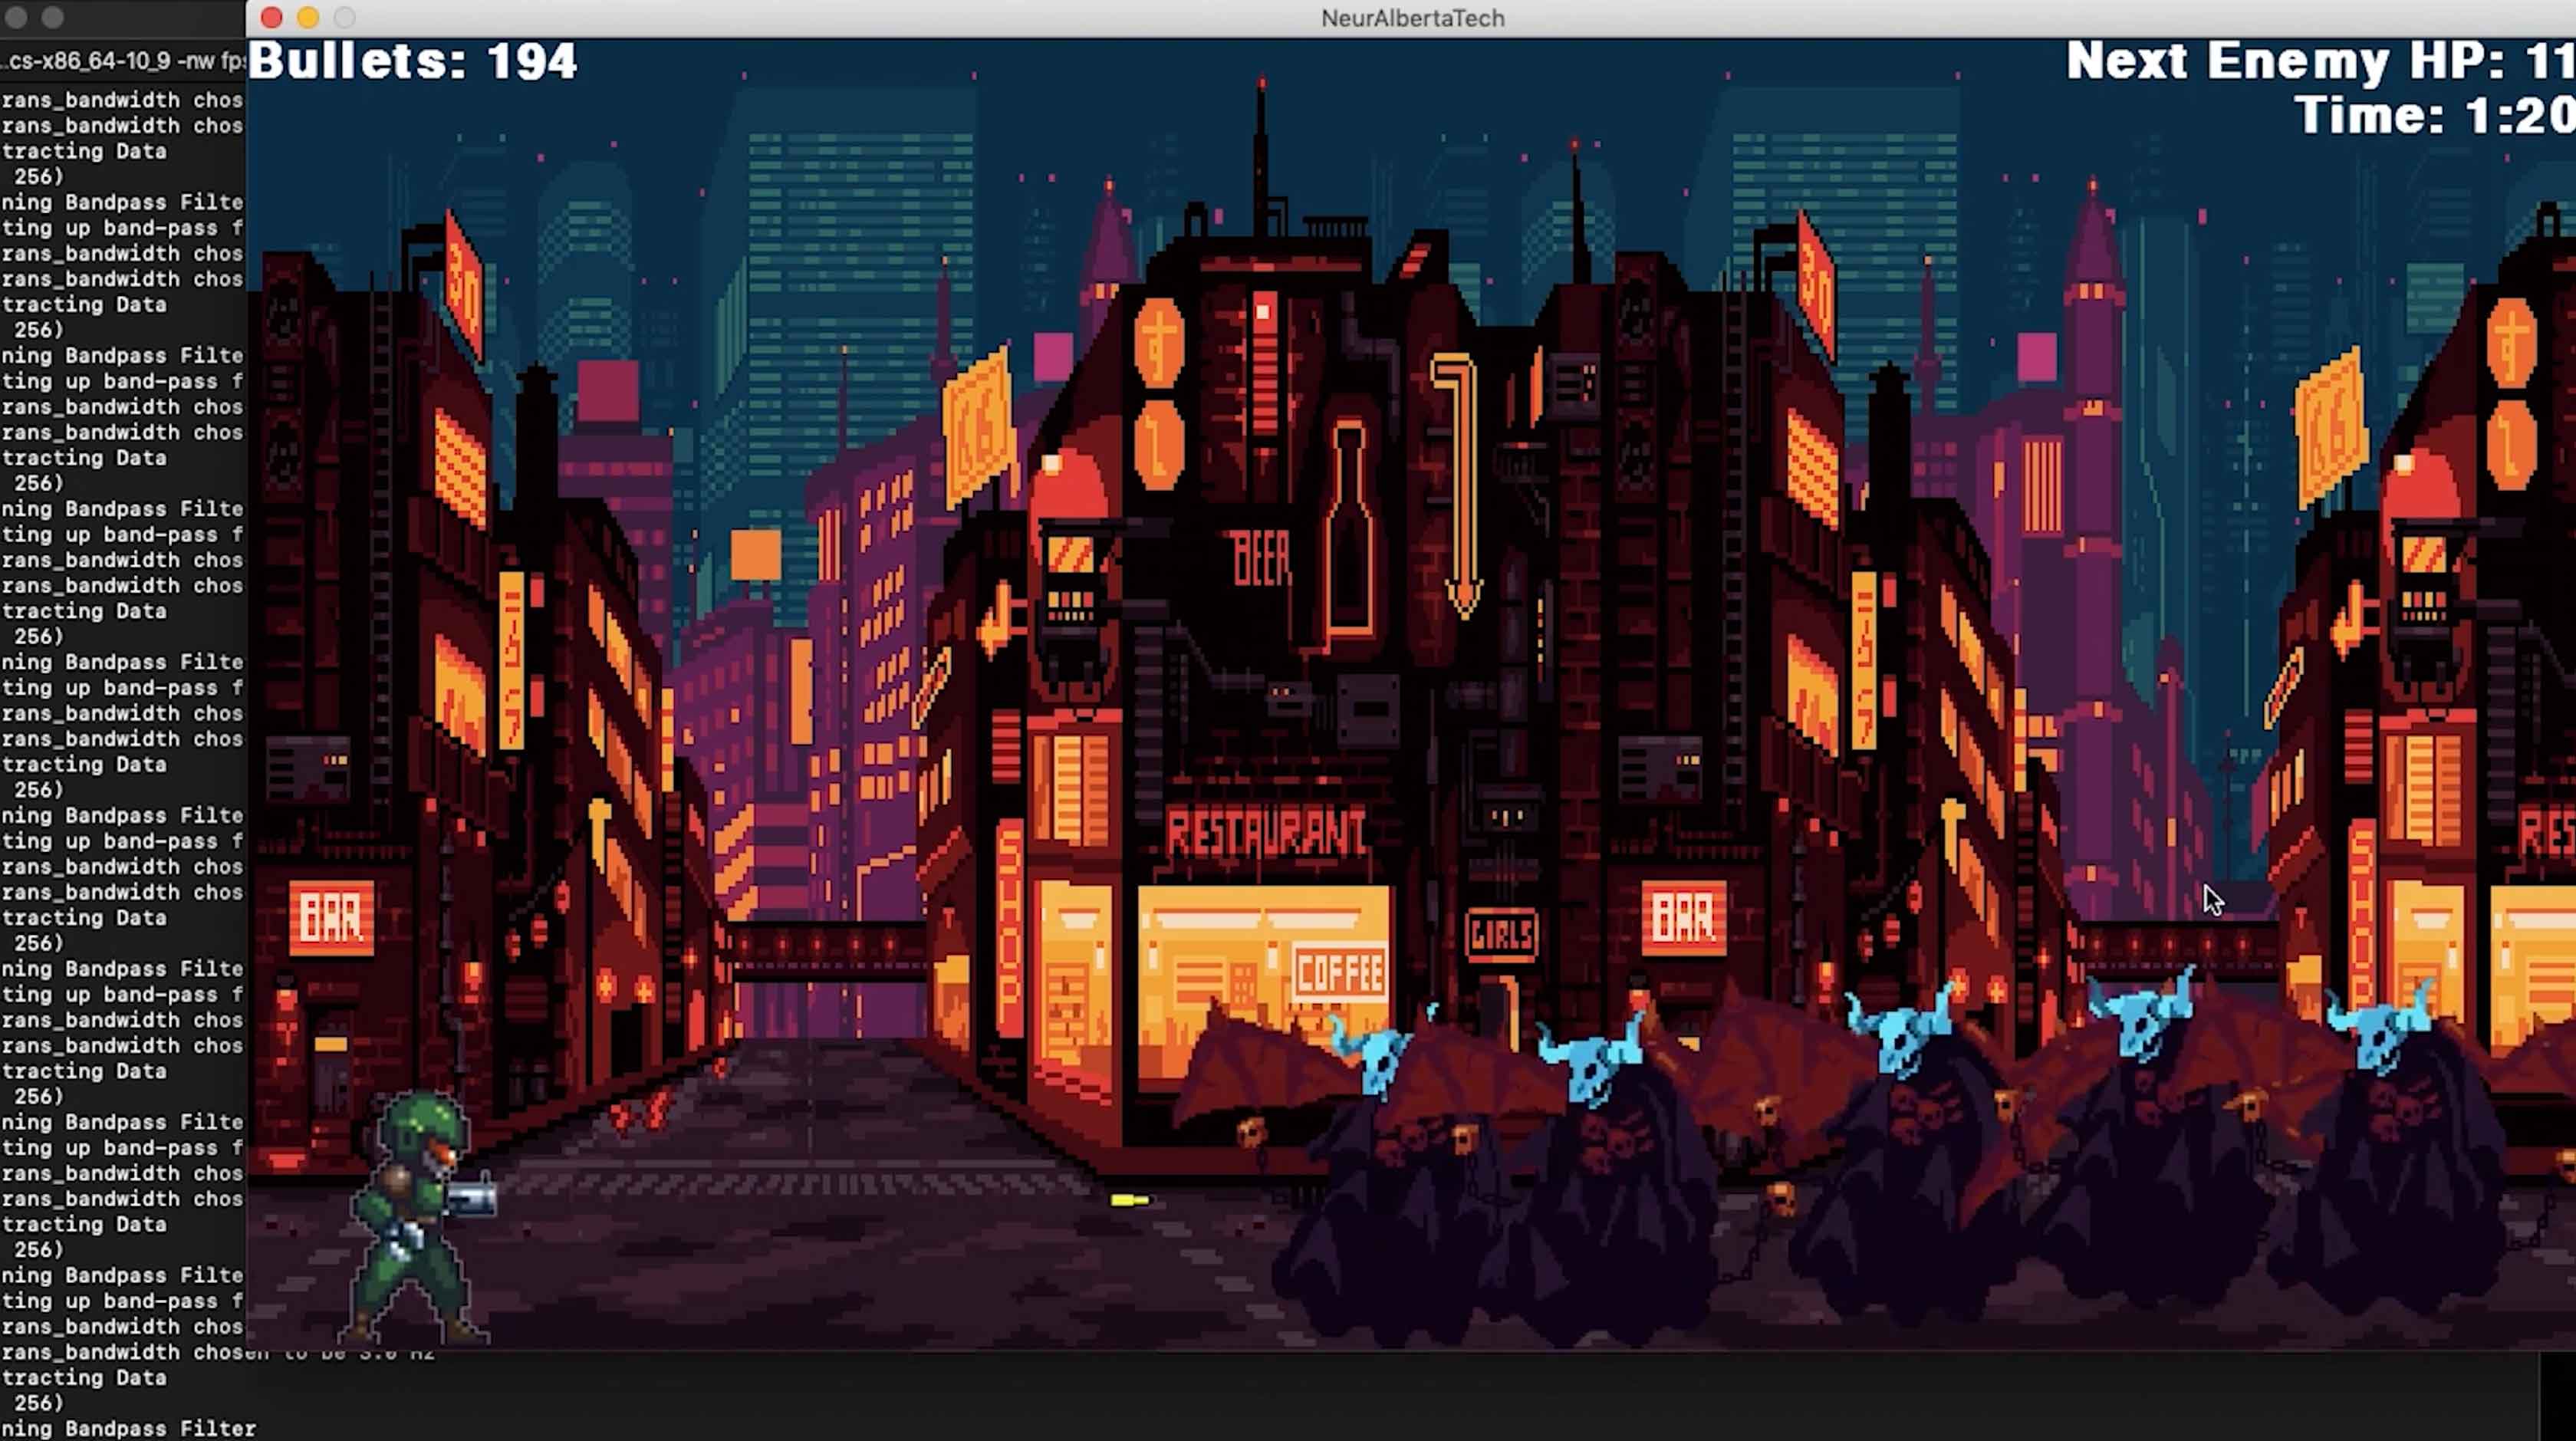 NeurAlbertaTech
..cs-x86_64-10_9 -nw fp
Bullets: 194
Next Enemy HP: 11
Time: 1:20
rans_bandwidth chos
rans_bandwidth chos
tracting Data
256)
ning Bandpass Filte
ting up band-pass f
rans_bandwidth chos
rans_bandwidth chos
tracting Data
256)
ning Bandpass Filte
ting up band-pass f
rans_bandwidth chos
rans_bandwidth chos
tracting Data
256)
ning Bandpass Filte
ting up band-pass f
rans_bandwidth chos
rans_bandwidth chos
tracting Data
256)
ning Bandpass Filte
ting up band-pass f
rans_bandwidth chos
rans_bandwidth chos
tracting Data
256)
ning Bandpass Filte
ting up band-pass f
rans_bandwidth chos
rans_bandwidth chos
tracting Data
256)
ning Bandpass Filte
ting up band-pass f
rans_bandwidth chos
rans_bandwidth chos
tracting Data
256)
ning Bandpass Filte
ting up band-pass f
rans_bandwidth chos
rans_bandwidth chos
tracting Data
256)
ning Bandpass Filte
ting up band-pass f
rans_bandwidth chos
rans_bandwidth chosen to be 3.0 Hz
tracting Data
256)
ning Bandpass Filter
BEER
RESTAURANT
RES
BAR
SHOP
COFFEE
GIRLS
BAR
SHOP